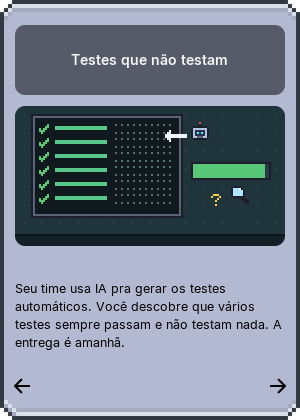 Testes que não testam
Seu time usa IA pra gerar os testes
automáticos. Você descobre que vários
testes sempre passam e não testam nada. A
entrega é amanhã.